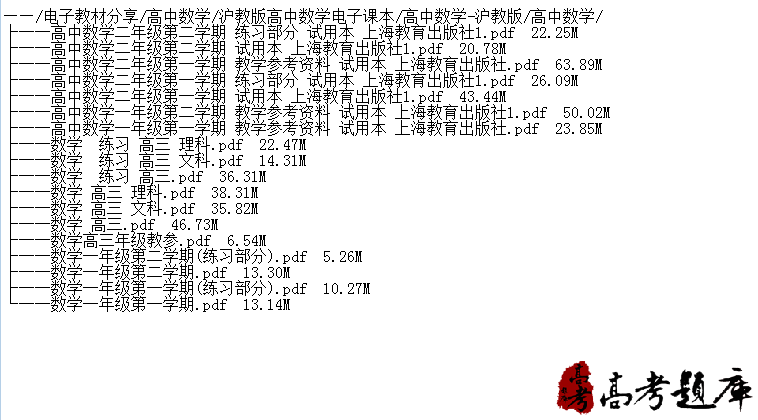 ——/电子教材分享/高中数学/沪教版高中数学电子课本/高中数学-沪教版/高中数学/
├──高中数学二年级第二学期 练习部分 试用本 上海教育出版社1.pdf 22.25M
├──高中数学二年级第二学期 试用本 上海教育出版社1.pdf 20.78M
├──高中数学二年级第一学期 教学参考资料 试用本 上海教育出版社1.pdf 63.89M
├──高中数学二年级第一学期 练习部分 试用本 上海教育出版社1.pdf 26.09M
├──高中数学二年级第一学期 试用本 上海教育出版社1.pdf 43.44M
├──高中数学一年级第二学期 教学参考资料 试用本 上海教育出版社1.pdf 50.02M
├──高中数学一年级第一学期 教学参考资料 试用本 上海教育出版社.pdf 23.85M
├──数学 练习 高三 理科.pdf 22.47M
├──数学 练习 高三 文科.pdf 14.31M
├──数学 练习 高三.pdf 36.31M
├──数学 高三 理科.pdf 38.31M
├──数学 高三 文科.pdf 35.82M
├──数学 高三.pdf 46.73M
├──数学高三年级教参.pdf 6.54M
├──数学一年级第二学期(练习部分).pdf 5.26M
├──数学一年级第二学期.pdf 13.30M
├──数学一年级第一学期(练习部分).pdf 10.27M
└──数学一年级第一学期.pdf 13.14M
高考 高考题库